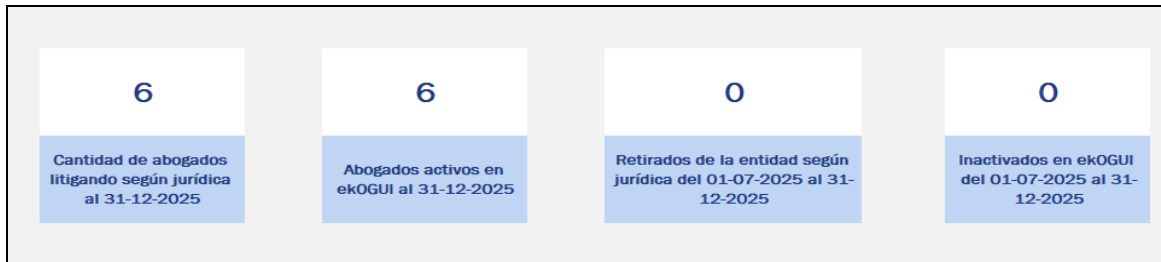 6
Cantidad de abogados
litigando según jurídica
al 31-12-2025
6
Abogados activos en
ekOGUI al 31-12-2025
0
Retirados de la entidad según
jurídica del 01-07-2025 al 31-
12-2025
0
Inactivados en ekOGUI
del 01-07-2025 al 31-
12-2025